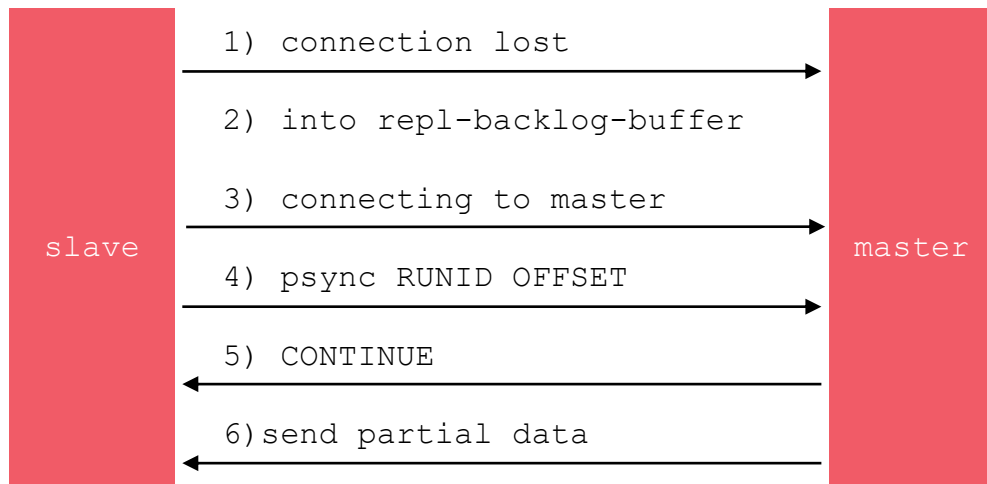 1) connection lost
2) into repl-backlog-buffer
3) connecting to master
slave
master
4) psync RUNID OFFSET
5) CONTINUE
6)send partial data